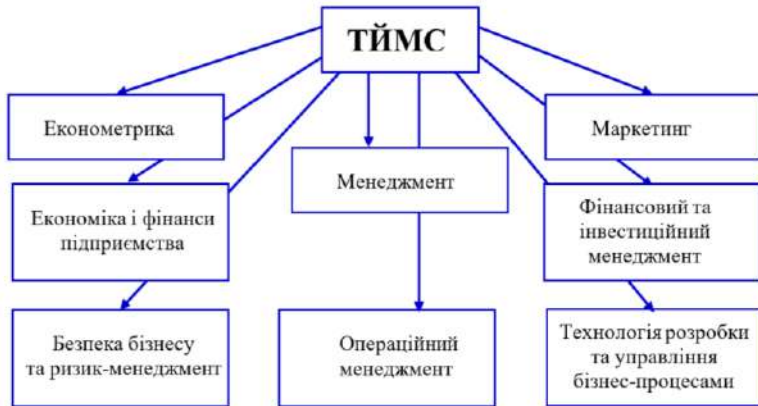 ТЙМС
Економетрика
Маркетинг
Менеджмент
Економіка і фінанси
підприємства
Фінансовий та
інвестиційний
менеджмент
Безпека бізнесу
та ризик-менеджмент
Операційний
менеджмент
Технологія розробки
та управління
бізнес-процесами